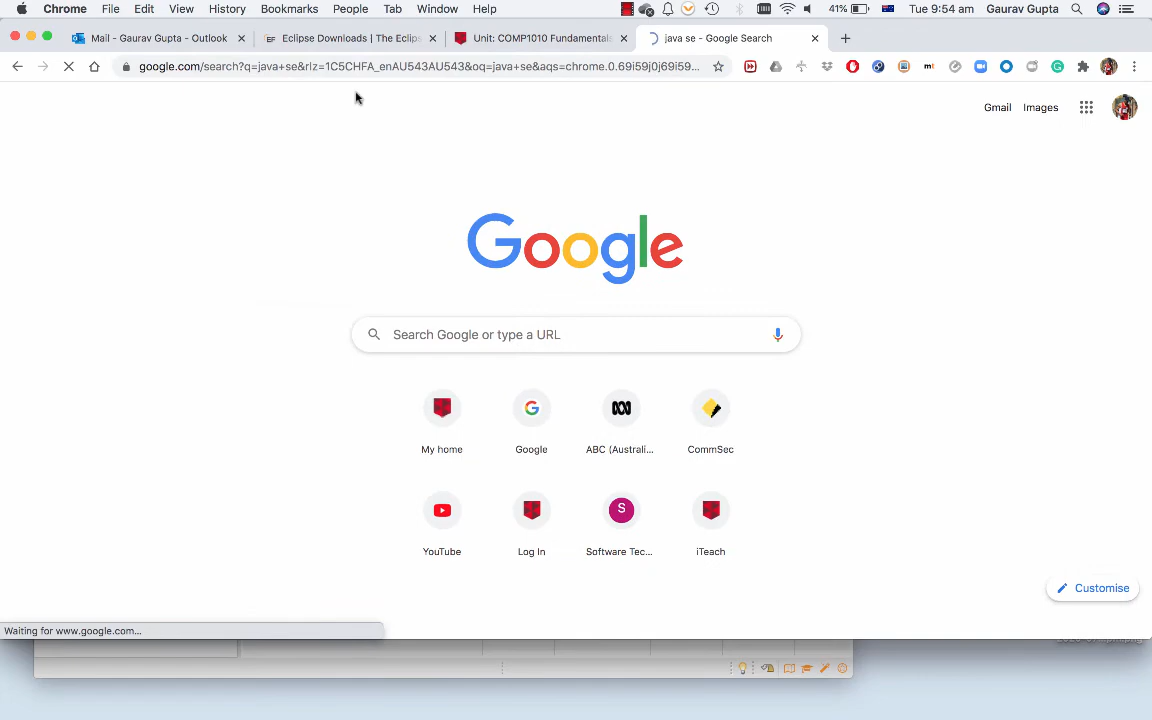 Chrome File Edit View History Bookmarks People Tab Window Help 41% Tue 9:54 am Gaurav Gupta
Mail - Gaurav Gupta - Outlook Eclipse Downloads | The Eclips Unit: COMP1010 Fundamentals java se - Google Search
google.com/search?q=java+se&rlz=1C5CHFA_enAU543AU543&oq=java+se&aqs=chrome.0.69i59j0j69i59...
Gmail Images
Google
Search Google or type a URL
My home Google ABC (Australi... CommSec
S
YouTube Log In Software Tec... iTeach
Customise
Waiting for www.google.com...